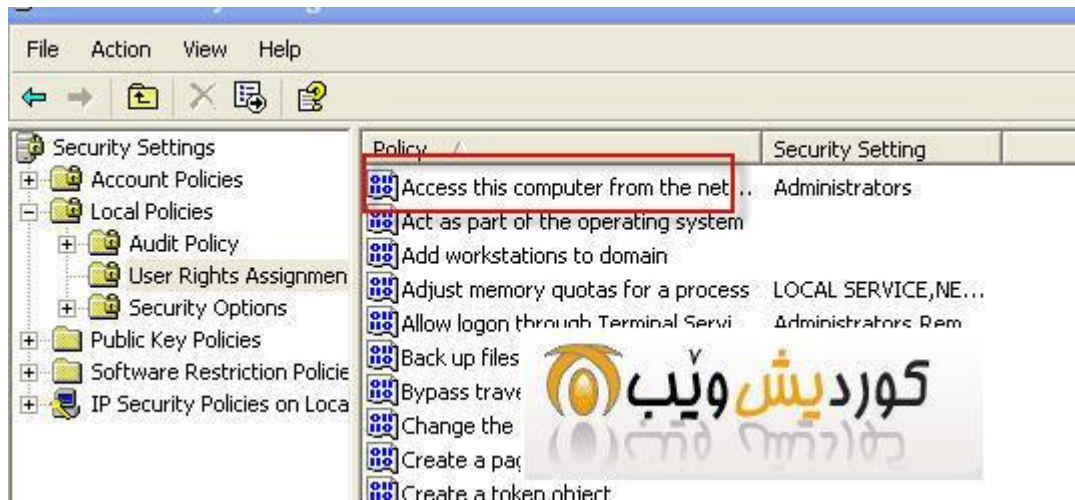 File Action View Help
Security Settings
Account Policies
Local Policies
Audit Policy
User Rights Assignmen
Security Options
Public Key Policies
Software Restriction Policie
IP Security Policies on Loca
Policy Security Setting
Access this computer from the net... Administrators
Act as part of the operating system
Add workstations to domain
Adjust memory quotas for a process LOCAL SERVICE,NE...
Allow logon through Terminal Servi Administrators Rem
Back up files
Bypass trave
Change the
Create a pag
Create a token object
كوردیش وێب